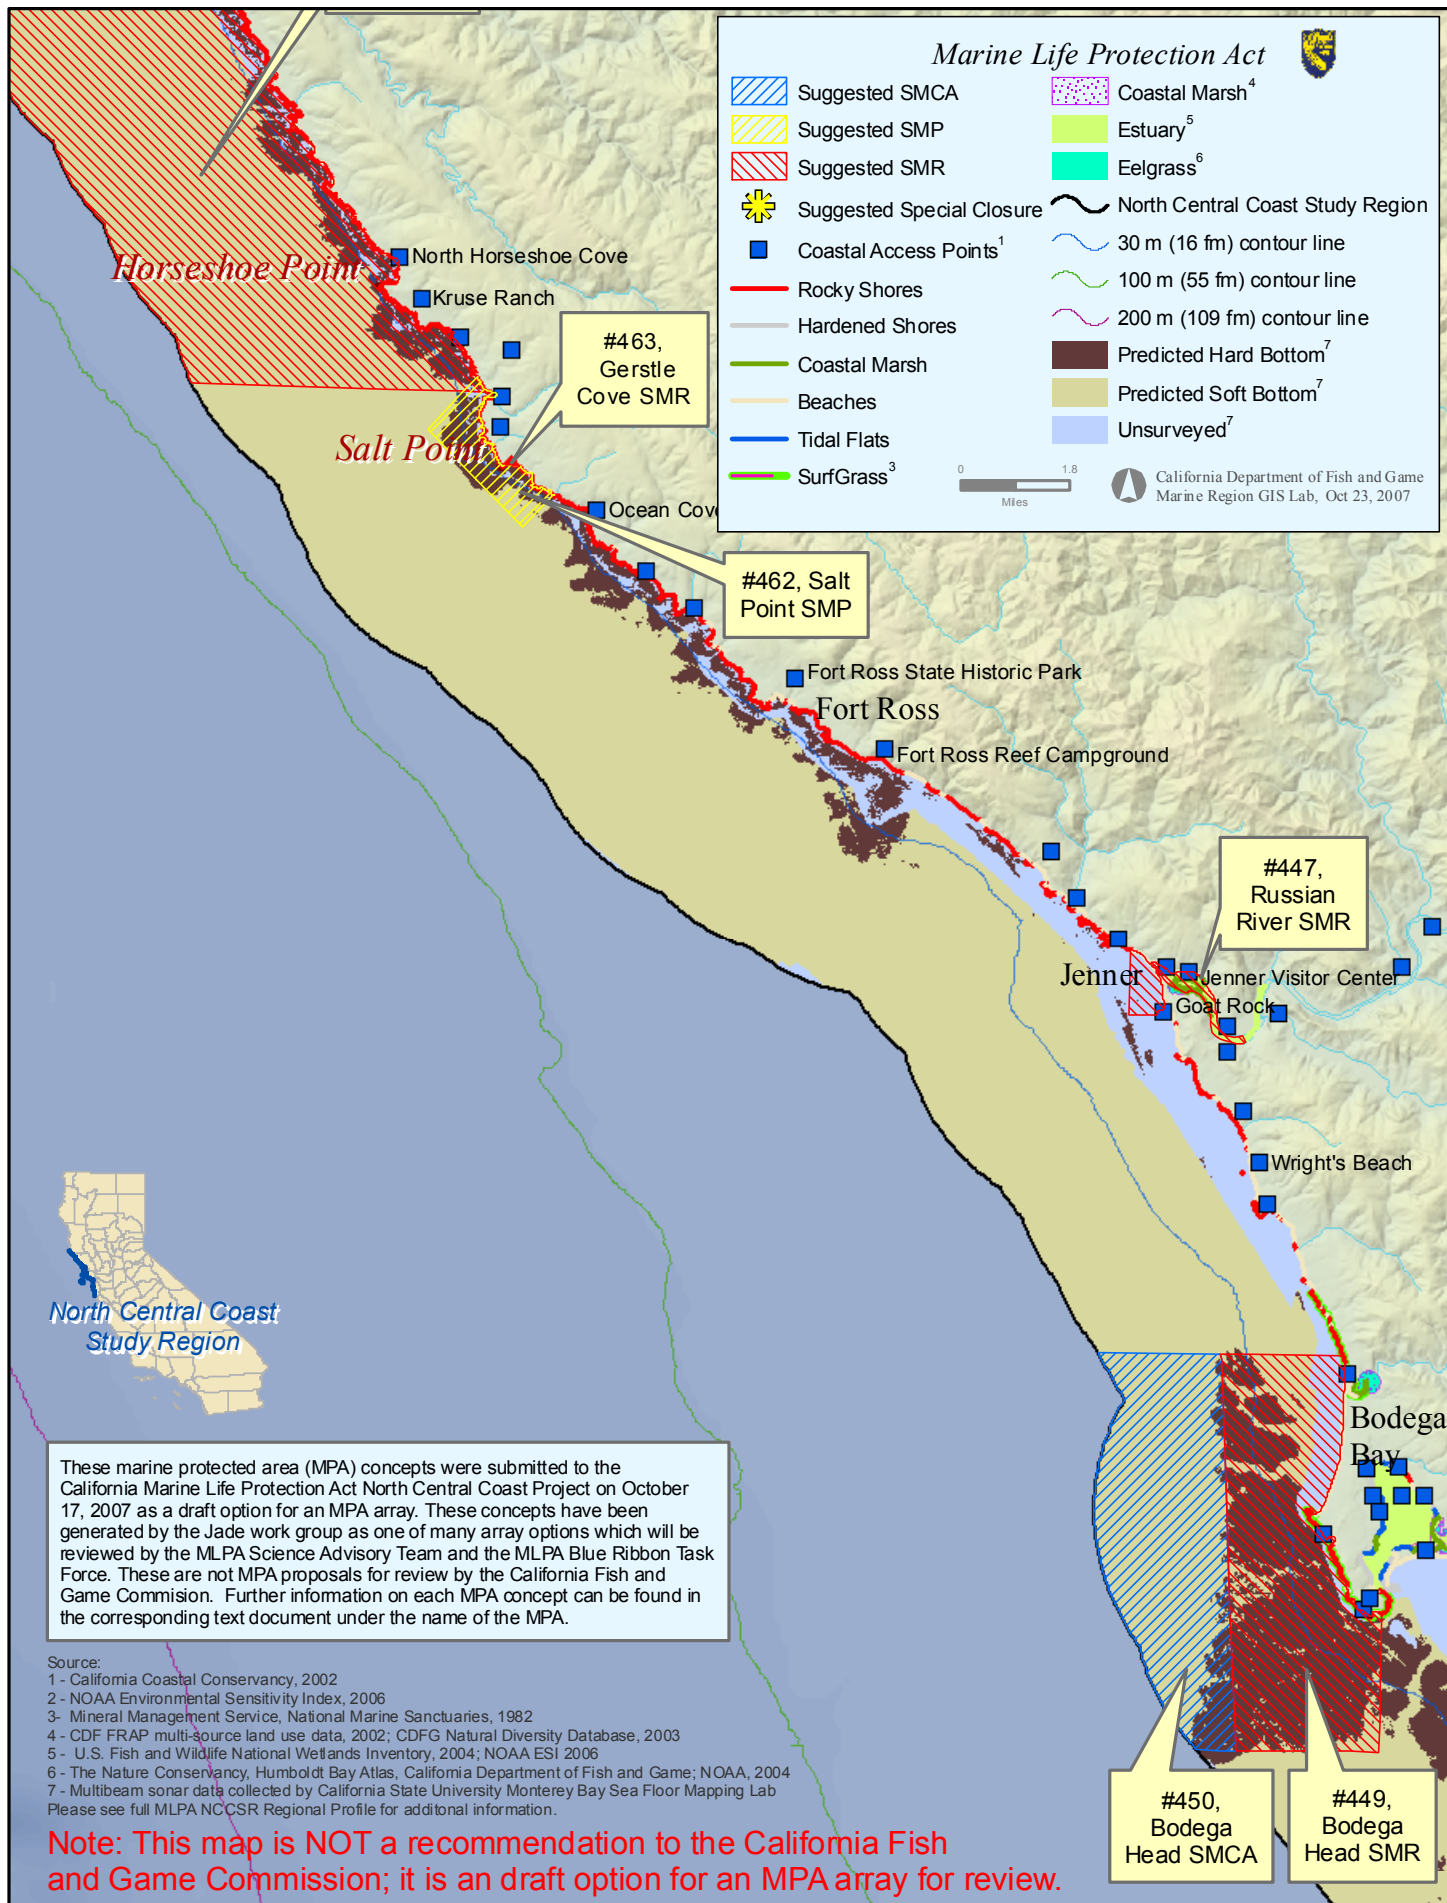 Marine Life Protection Act
Suggested SMCA
Suggested SMP
Suggested SMR
Suggested Special Closure
Coastal Access Points1
Rocky Shores
Hardened Shores
Coastal Marsh
Beaches
Tidal Flats
SurfGrass3
Coastal Marsh4
Estuary5
Eelgrass6
North Central Coast Study Region
30 m (16 fm) contour line
100 m (55 fm) contour line
200 m (109 fm) contour line
Predicted Hard Bottom7
Predicted Soft Bottom7
Unsurveyed7
0 1.8
Miles
California Department of Fish and Game
Marine Region GIS Lab, Oct 23, 2007
North Horseshoe Cove
Horseshoe Point
Kruse Ranch
#463,
Gerstle
Cove SMR
Salt Point
Ocean Cov
#462, Salt
Point SMP
Fort Ross State Historic Park
Fort Ross
Fort Ross Reef Campground
#447,
Russian
River SMR
Jenner
Jenner Visitor Center
Goat Rock
Wright's Beach
North Central Coast
Study Region
Bodega
Bay
These marine protected area (MPA) concepts were submitted to the
California Marine Life Protection Act North Central Coast Project on October
17, 2007 as a draft option for an MPA array. These concepts have been
generated by the Jade work group as one of many array options which will be
reviewed by the MLPA Science Advisory Team and the MLPA Blue Ribbon Task
Force. These are not MPA proposals for review by the California Fish and
Game Commision. Further information on each MPA concept can be found in
the corresponding text document under the name of the MPA.
Source:
1 - California Coastal Conservancy, 2002
2 - NOAA Environmental Sensitivity Index, 2006
3- Mineral Management Service, National Marine Sanctuaries, 1982
4 - CDF FRAP multi-source land use data, 2002; CDFG Natural Diversity Database, 2003
5 - U.S. Fish and Wildlife National Wetlands Inventory, 2004; NOAA ESI 2006
6 - The Nature Conservancy, Humboldt Bay Atlas, California Department of Fish and Game; NOAA, 2004
7 - Multibeam sonar data collected by California State University Monterey Bay Sea Floor Mapping Lab
Please see full MLPA NCCSR Regional Profile for additonal information.
#450,
Bodega
Head SMCA
#449,
Bodega
Head SMR
Note: This map is NOT a recommendation to the California Fish
and Game Commission; it is an draft option for an MPA array for review.